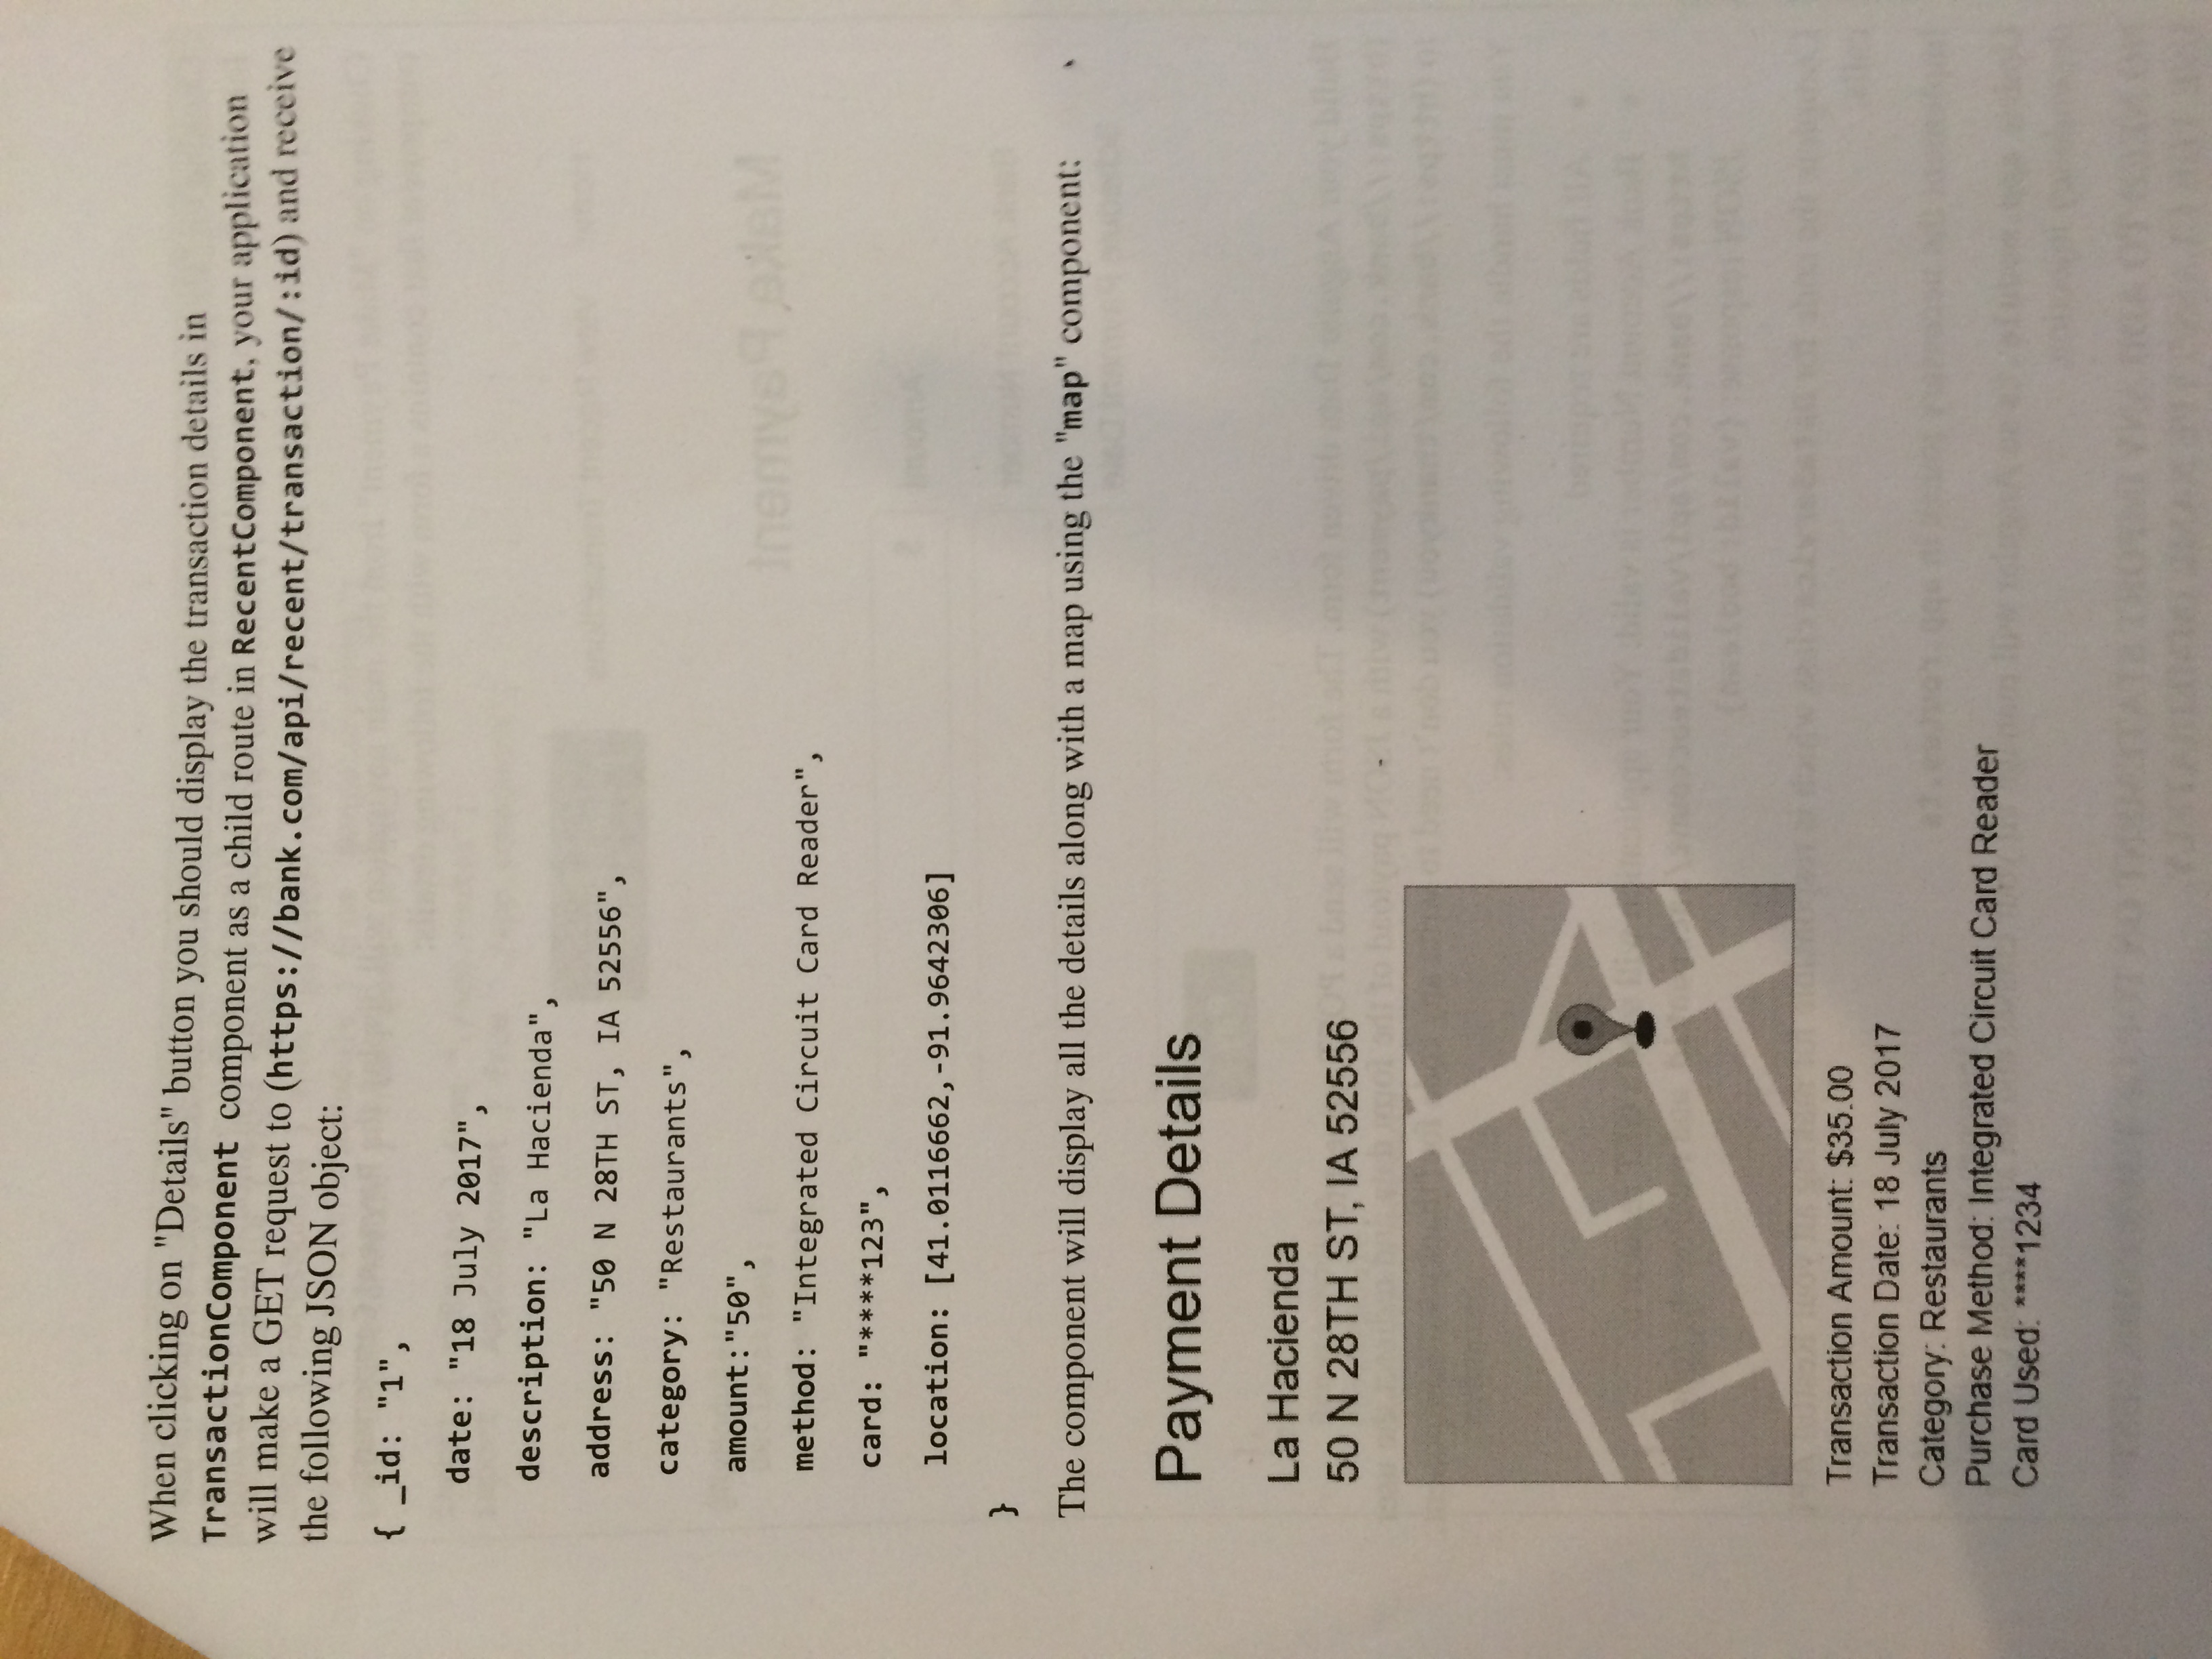 When clicking on "Details" button you should display the transaction details in
TransactionComponent component as a child route in RecentComponent, your application
will make a GET request to (https://bank.com/api/recent/transaction/:id) and receive
the following JSON object:
{ _id: "1",
date: "18 July 2017",
description: "La Hacienda",
address: "50 N 28TH ST, IA 52556",
category: "Restaurants",
amount:"50",
method: "Integrated Circuit Card Reader",
card: "****123",
location: [41.0116662,-91.9642306]
}
The component will display all the details along with a map using the "map" component:
Payment Details
La Hacienda
50 N 28TH ST, IA 52556
Transaction Amount: $35.00
Transaction Date: 18 July 2017
Category: Restaurants
Purchase Method: Integrated Circuit Card Reader
Card Used: ****1234